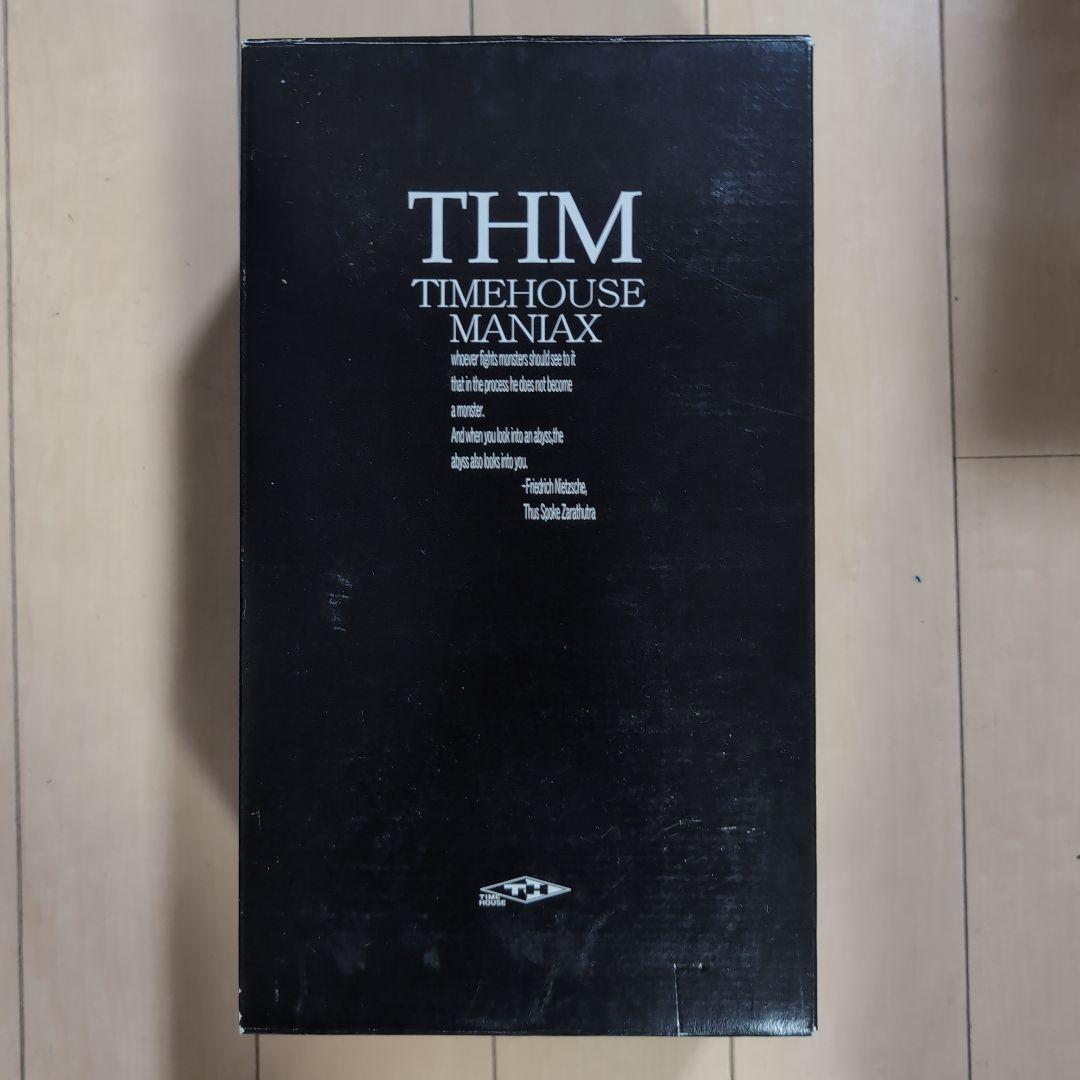 THM
TIMEHOUSE
MANIAX
whoever fights monsters should see to it
that in the process he does not become
a monster.
And when you look into an abyss,the
abyss also looks into you.
-Friedrich Nietzsche,
Thus Spoke Zarathutra
TH
TIME
HOUSE